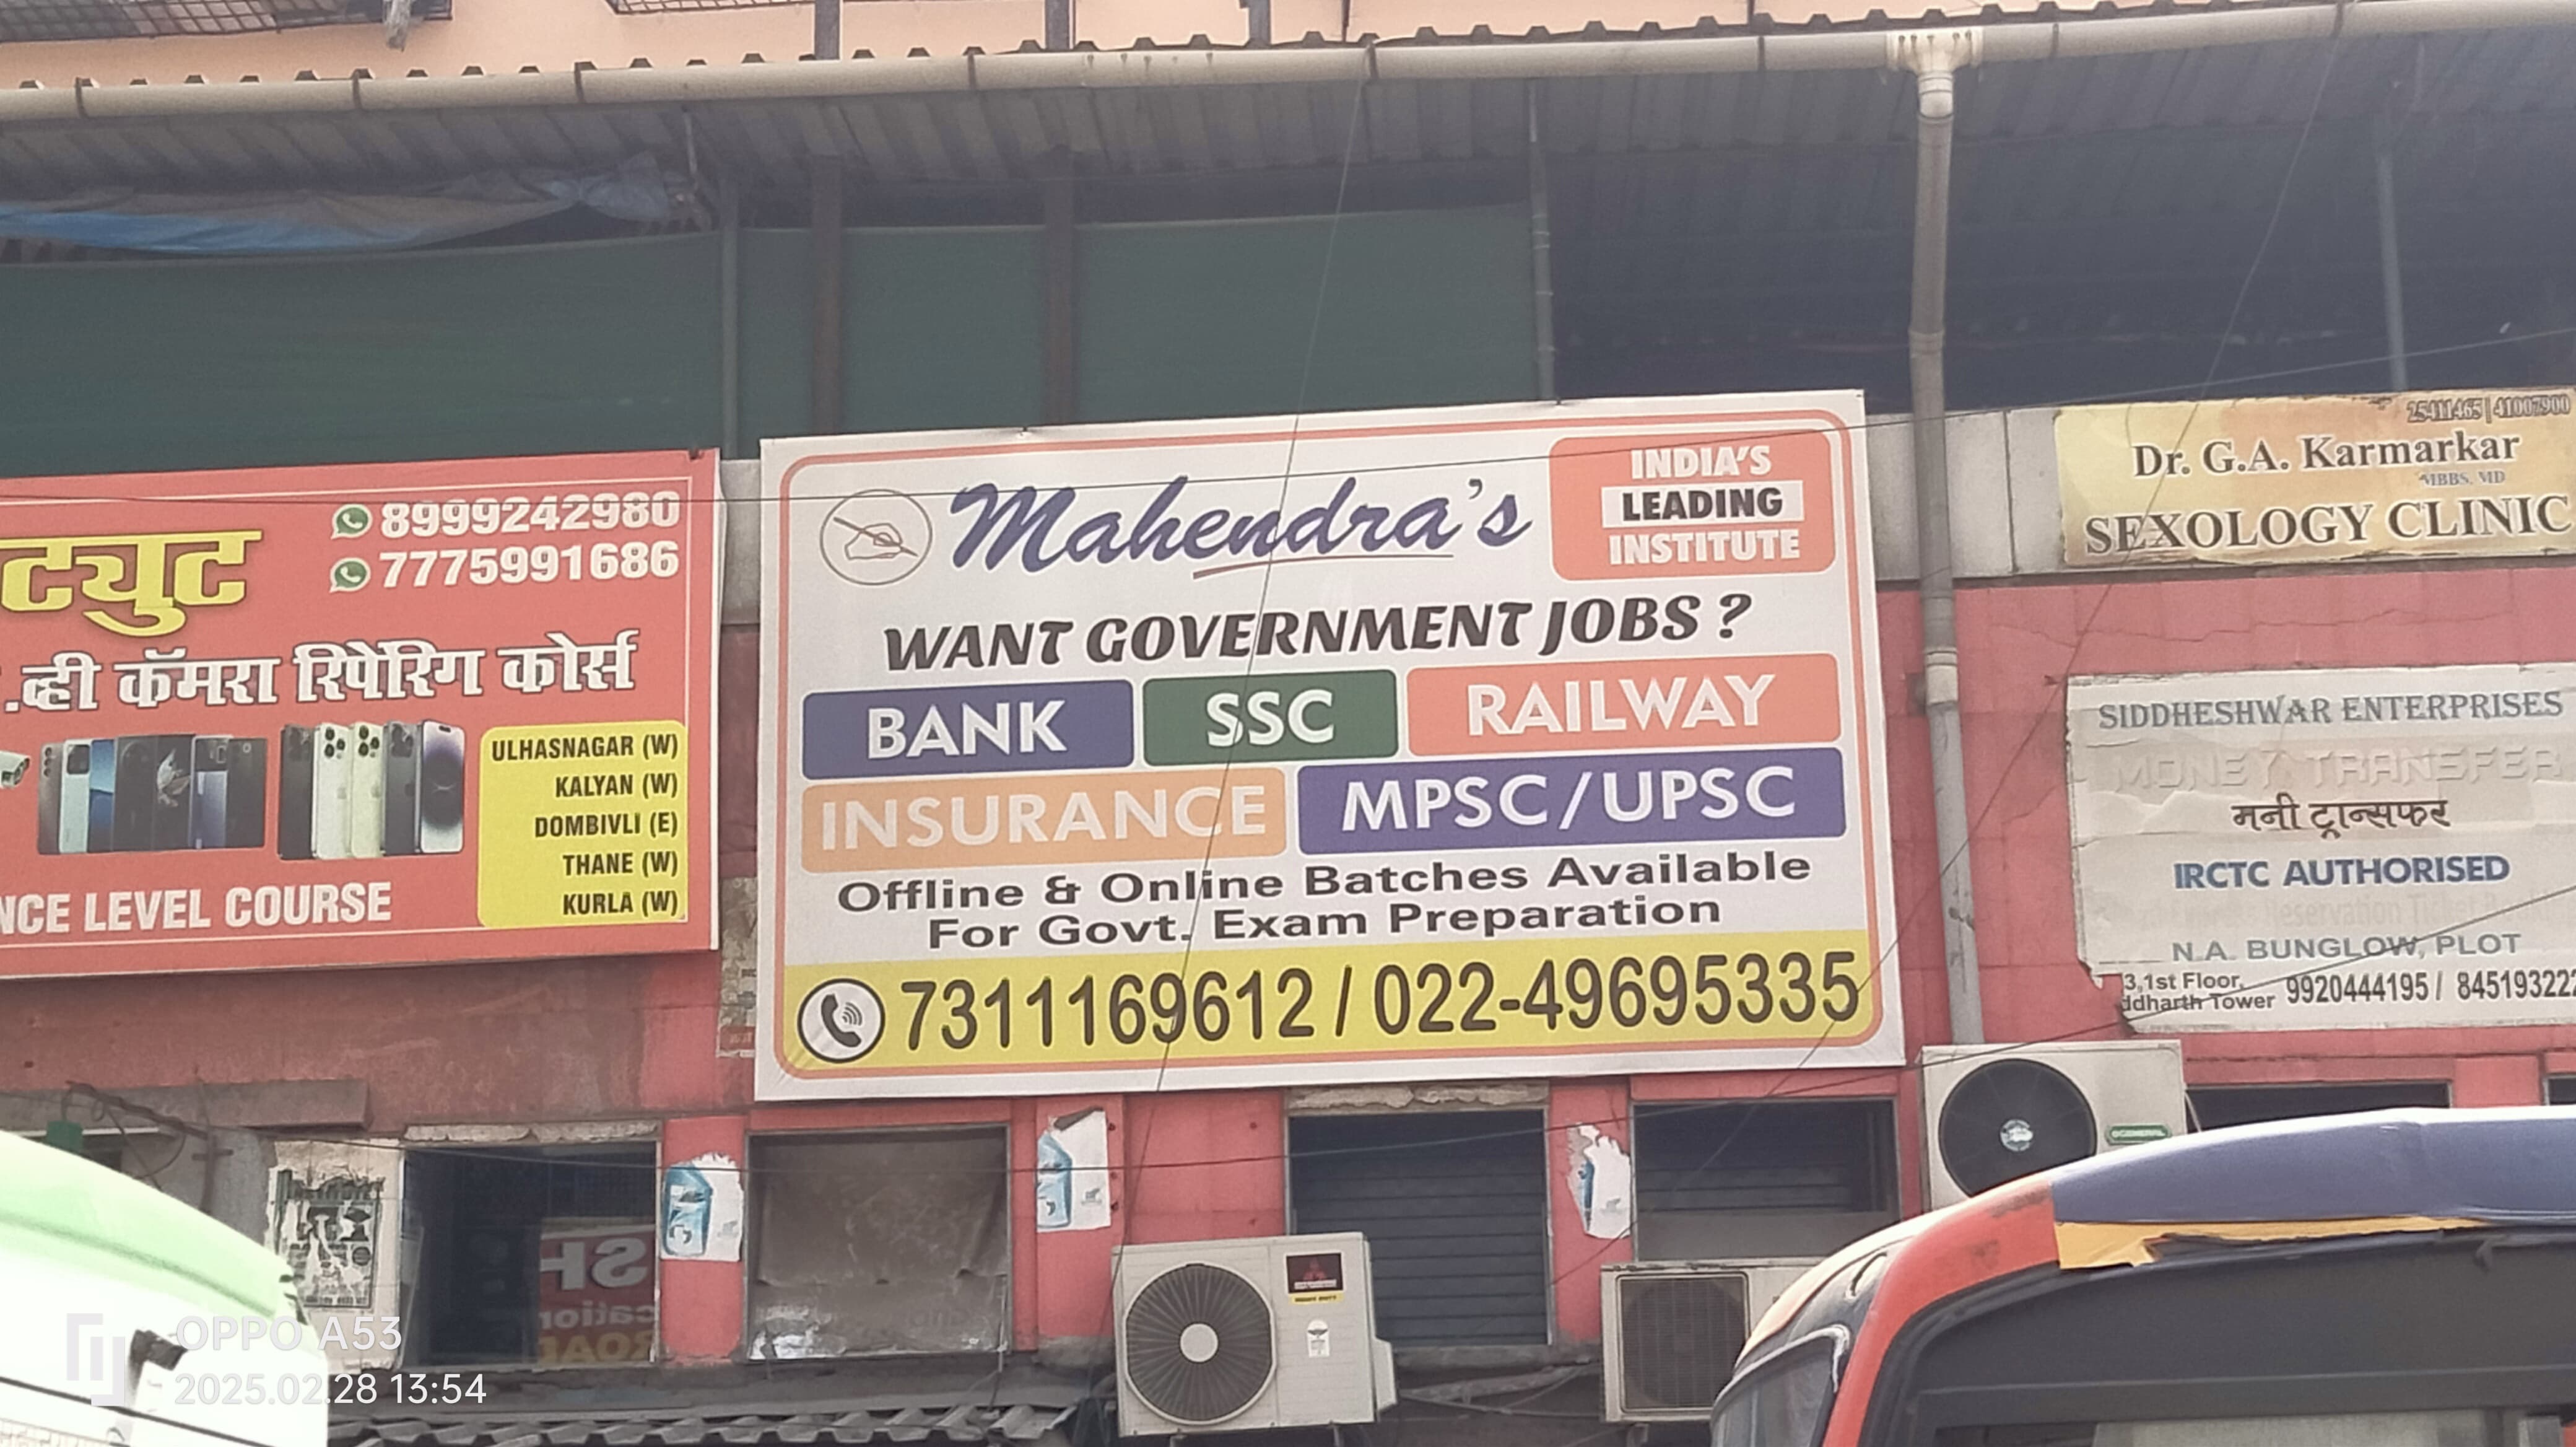 ट्युट
8999242980
7775991686
.व्ही कॅमरा रिपेरिंग कोर्स
ULHASNAGAR (W)
KALYAN (W)
DOMBIVLI (E)
THANE (W)
KURLA (W)
NCE LEVEL COURSE
Mahendra's
INDIA'S
LEADING
INSTITUTE
WANT GOVERNMENT JOBS ?
BANK SSC RAILWAY
INSURANCE MPSC/UPSC
Offline & Online Batches Available
For Govt. Exam Preparation
7311169612 / 022-49695335
25411465 | 41007900
Dr. G.A. Karmarkar
MBBS, MD
SEXOLOGY CLINIC
SIDDHESHWAR ENTERPRISES
MONEY TRANSFER
मनी ट्रान्सफर
IRCTC AUTHORISED
Reservation Ticket
N.A. BUNGLOW, PLOT
3,1st Floor,
ddharth Tower 9920444195 / 845193222
OPPO A53
2025.02.28 13:54